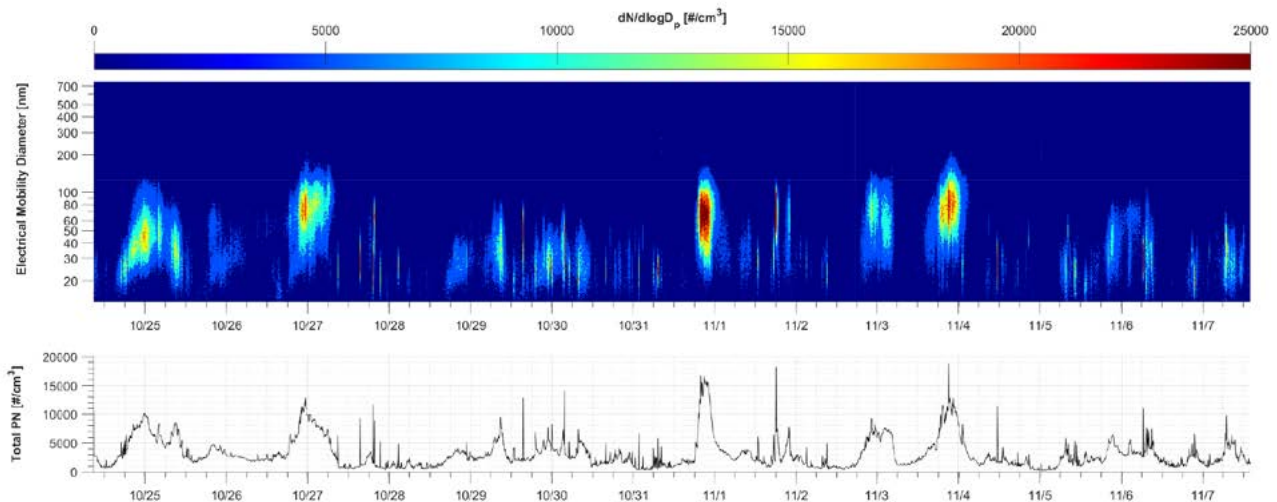 dN/dlogDp [#/cm3]
0 5000 10000 15000 20000 25000
Electrical Mobility Diameter [nm]
700
500
400
300
200
100
80
60
50
40
30
20
10/25 10/26 10/27 10/28 10/29 10/30 10/31 11/1 11/2 11/3 11/4 11/5 11/6 11/7
Total PN [#/cm3]
20000
15000
10000
5000
0
10/25 10/26 10/27 10/28 10/29 10/30 10/31 11/1 11/2 11/3 11/4 11/5 11/6 11/7